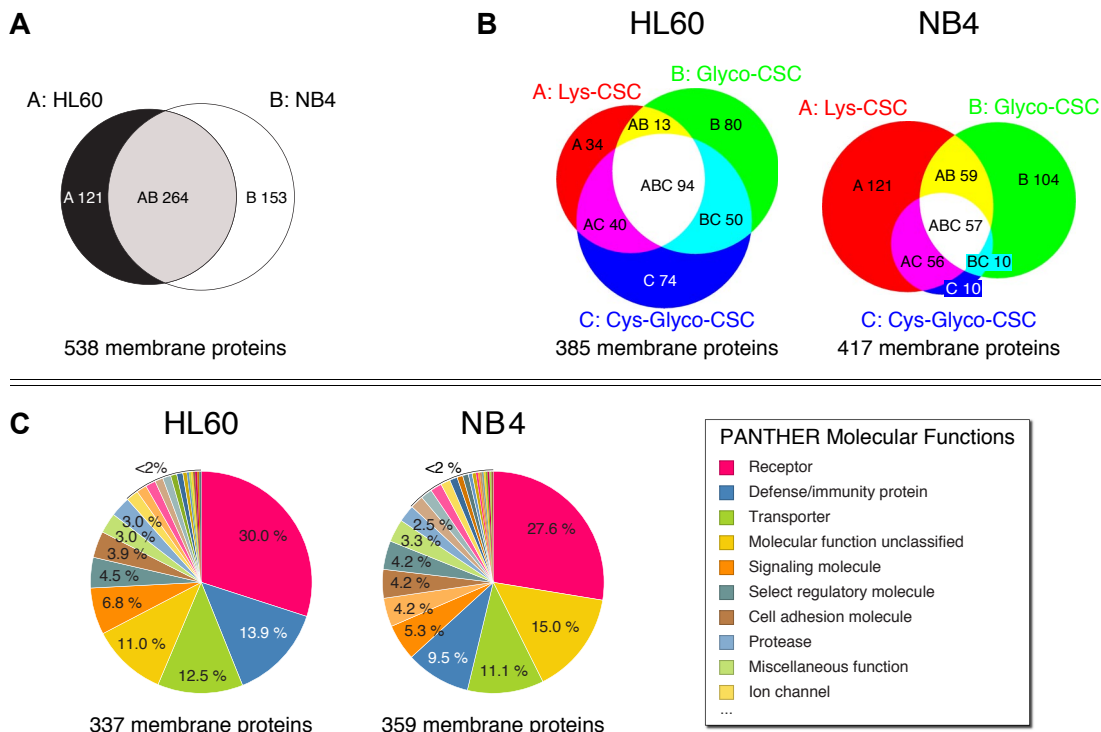 A
A: HL60
B: NB4
A 121
AB 264
B 153
538 membrane proteins
B
HL60
NB4
A: Lys-CSC
B: Glyco-CSC
AB 13
B 80
A 34
ABC 94
AC 40
BC 50
C 74
C: Cys-Glyco-CSC
385 membrane proteins
A: Lys-CSC
B: Glyco-CSC
A 121
AB 59
B 104
ABC 57
AC 56
BC 10
C 10
C: Cys-Glyco-CSC
417 membrane proteins
C
HL60
<2%
30.0 %
3.0 %
3.0 %
3.9 %
4.5 %
6.8 %
11.0 %
12.5 %
13.9 %
337 membrane proteins
NB4
<2 %
27.6 %
2.5 %
3.3 %
4.2 %
4.2 %
4.2 %
5.3 %
9.5 %
11.1 %
15.0 %
359 membrane proteins
PANTHER Molecular Functions
Receptor
Defense/immunity protein
Transporter
Molecular function unclassified
Signaling molecule
Select regulatory molecule
Cell adhesion molecule
Protease
Miscellaneous function
Ion channel
...